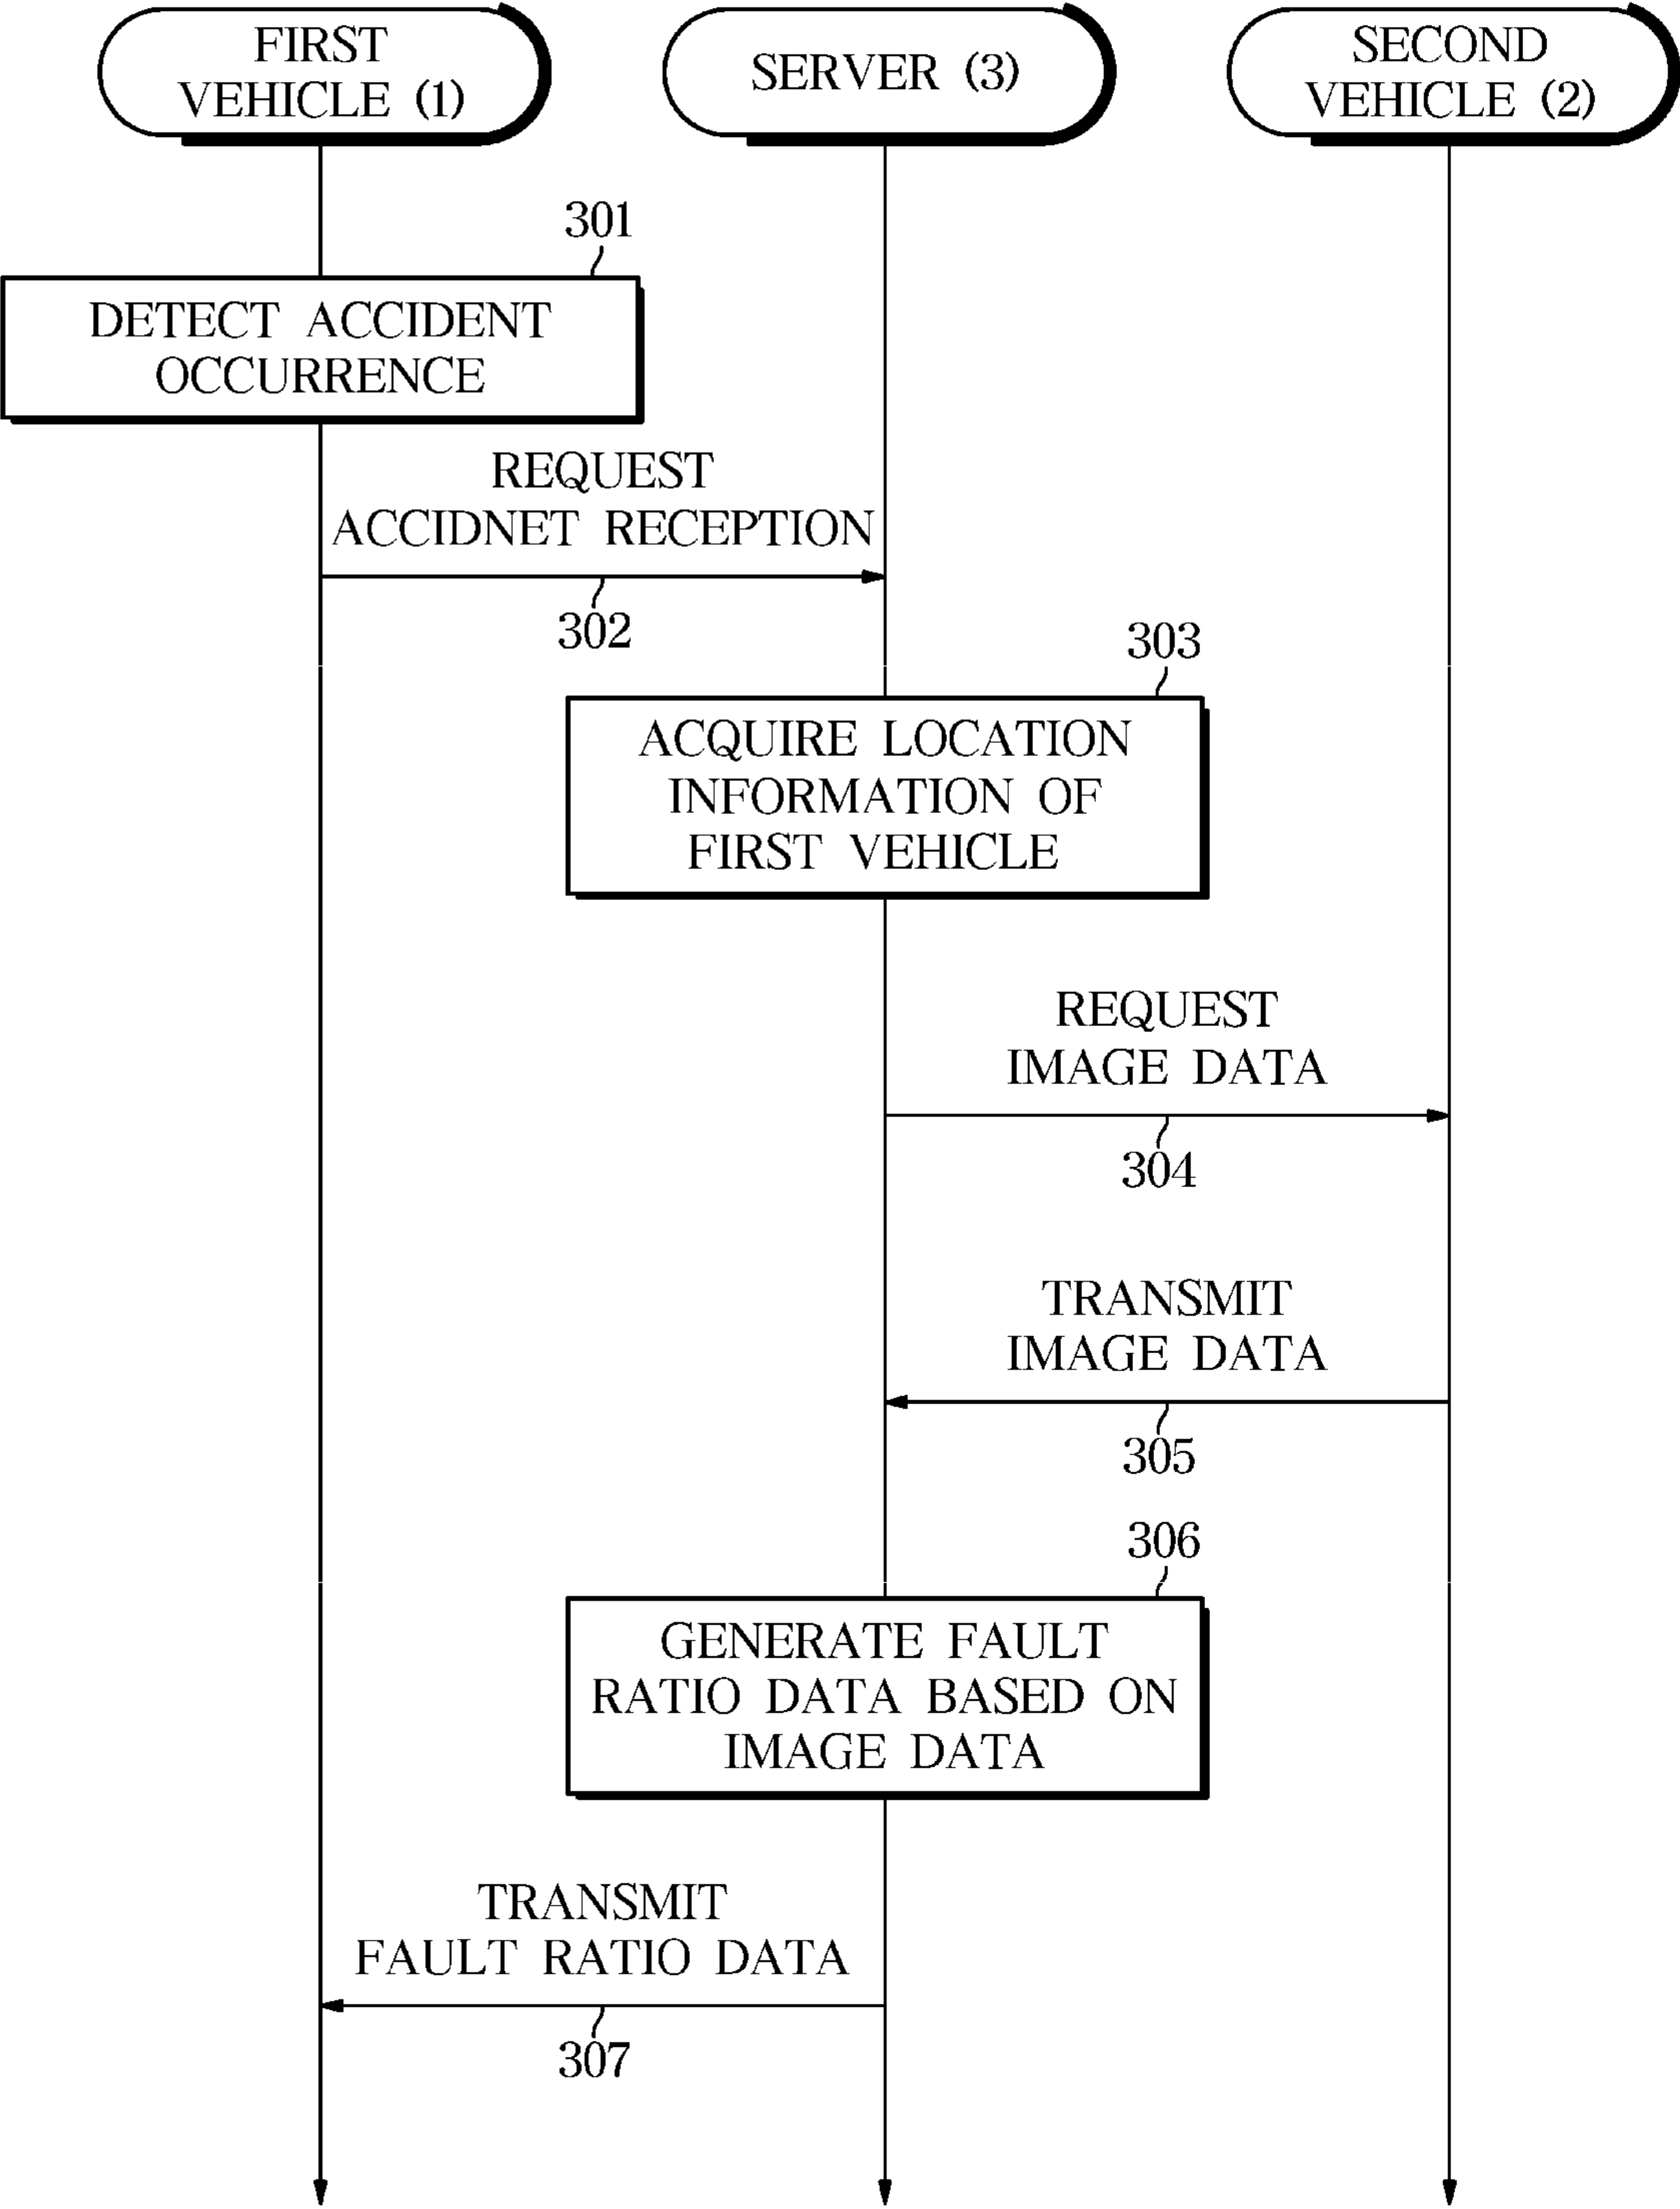 FIRST
VEHICLE (1)
SERVER (3)
SECOND
VEHICLE (2)
301
DETECT ACCIDENT
OCCURRENCE
REQUEST
ACCIDNET RECEPTION
302
303
ACQUIRE LOCATION
INFORMATION OF
FIRST VEHICLE
REQUEST
IMAGE DATA
304
TRANSMIT
IMAGE DATA
305
306
GENERATE FAULT
RATIO DATA BASED ON
IMAGE DATA
TRANSMIT
FAULT RATIO DATA
307